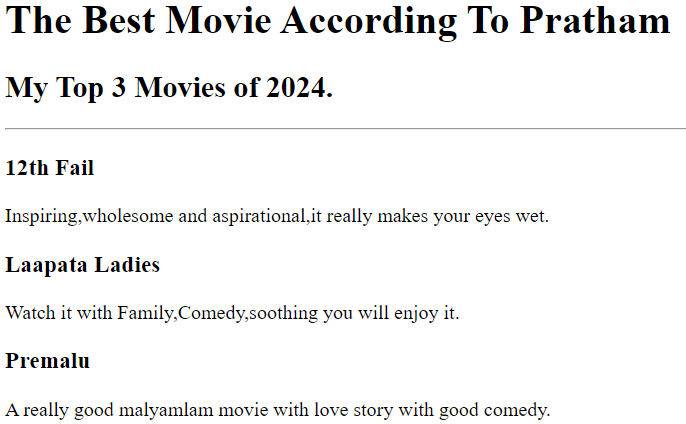 The Best Movie According To Pratham
My Top 3 Movies of 2024.
12th Fail
Inspiring,wholesome and aspirational,it really makes your eyes wet.
Laapata Ladies
Watch it with Family,Comedy,soothing you will enjoy it.
Premalu
A really good malyamlam movie with love story with good comedy.